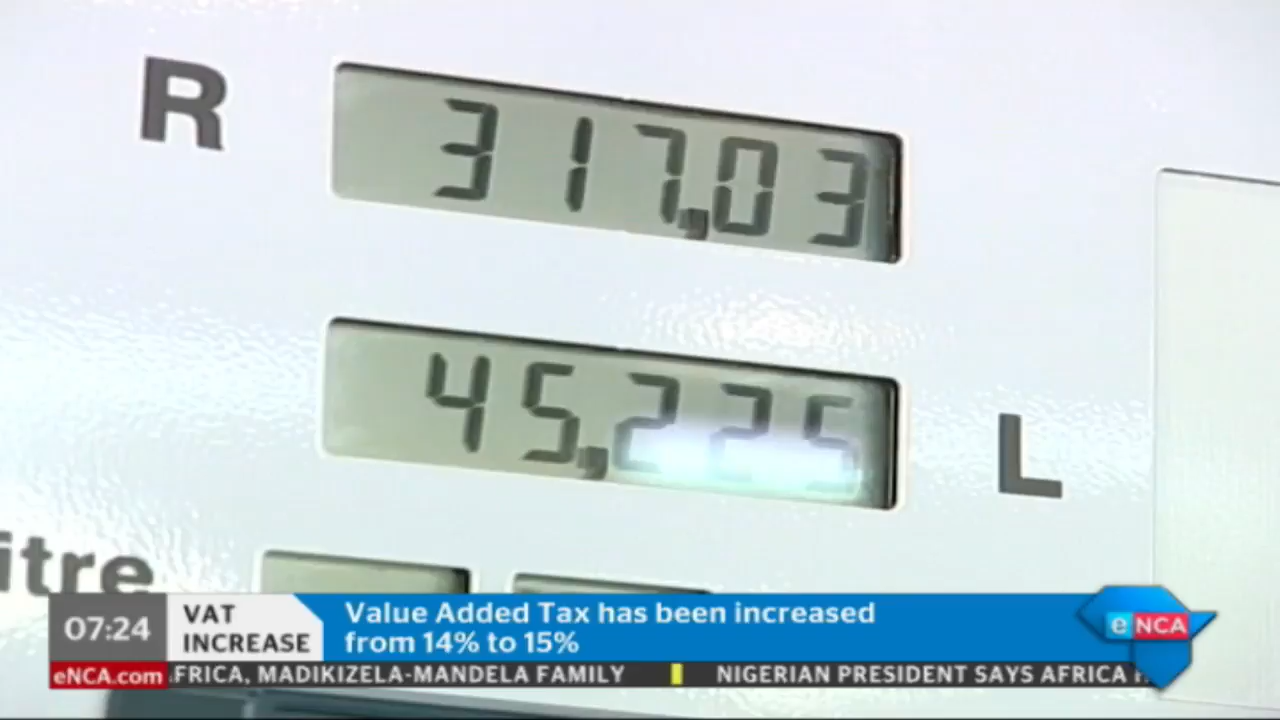 R 317,03
45,225 L
itre
07:24
VAT
INCREASE
Value Added Tax has been increased
from 14% to 15%
eNCA
eNCA.com
FRICA, MADIKIZELA-MANDELA FAMILY
NIGERIAN PRESIDENT SAYS AFRICA